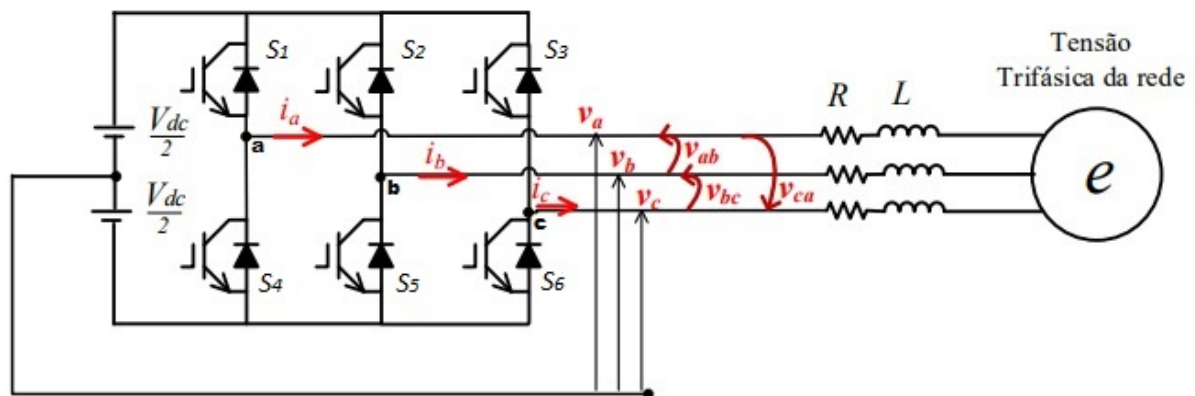 S1
S2
S3
Tensão
Trifásica da rede
Vdc
2
a
ia
va
R
L
ib
vb
vab
b
Vdc
2
ic
vc
vbc
vca
c
e
S4
S5
S6